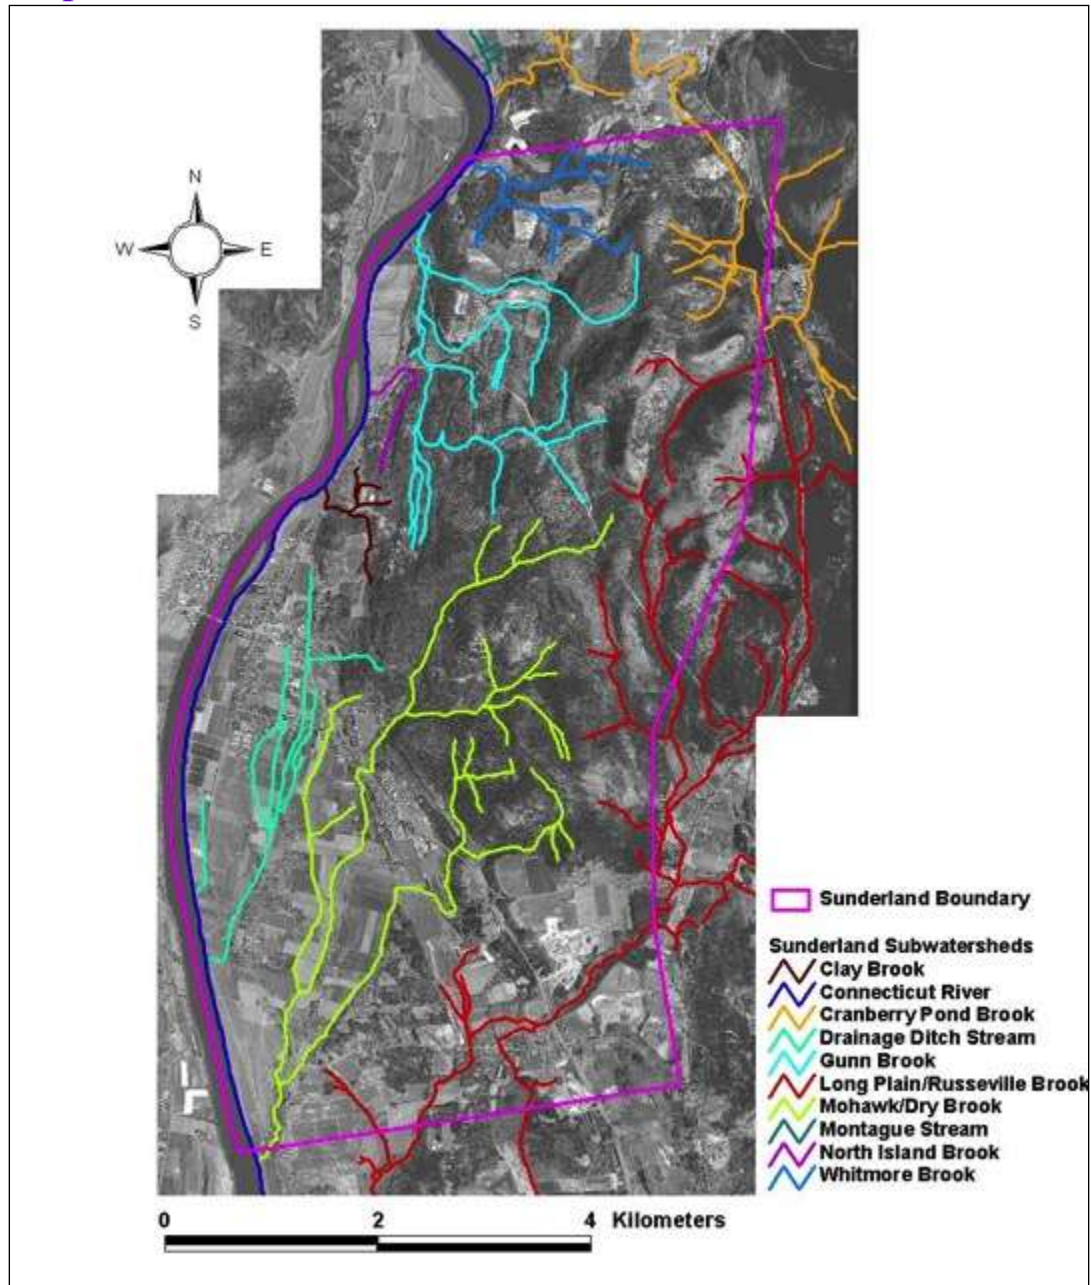 N
W E
S
Sunderland Boundary
Sunderland Subwatersheds
Clay Brook
Connecticut River
Cranberry Pond Brook
Drainage Ditch Stream
Gunn Brook
Long Plain/Russeville Brook
Mohawk/Dry Brook
Montague Stream
North Island Brook
Whitmore Brook
0 2 4 Kilometers